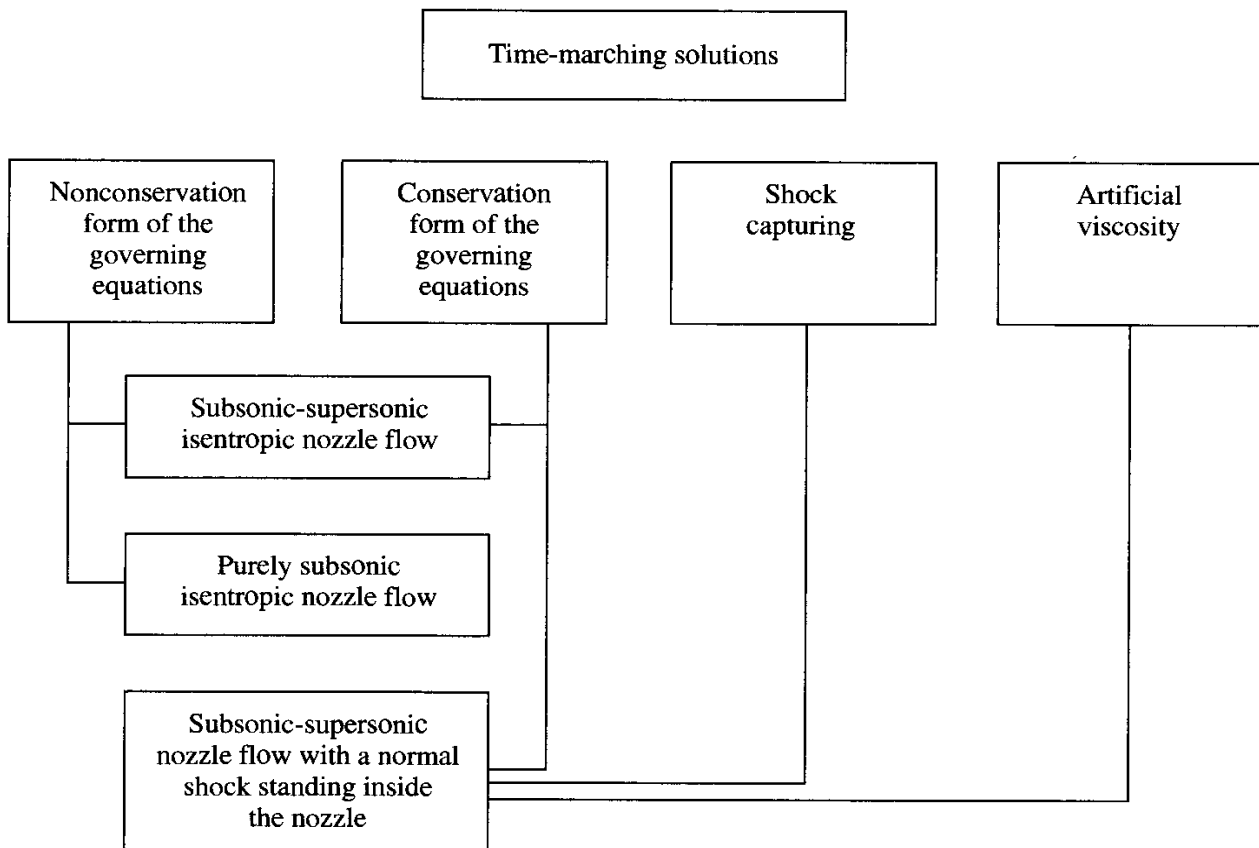 Time-marching solutions
Nonconservation
form of the
governing
equations
Conservation
form of the
governing
equations
Shock
capturing
Artificial
viscosity
Subsonic-supersonic
isentropic nozzle flow
Purely subsonic
isentropic nozzle flow
Subsonic-supersonic
nozzle flow with a normal
shock standing inside
the nozzle